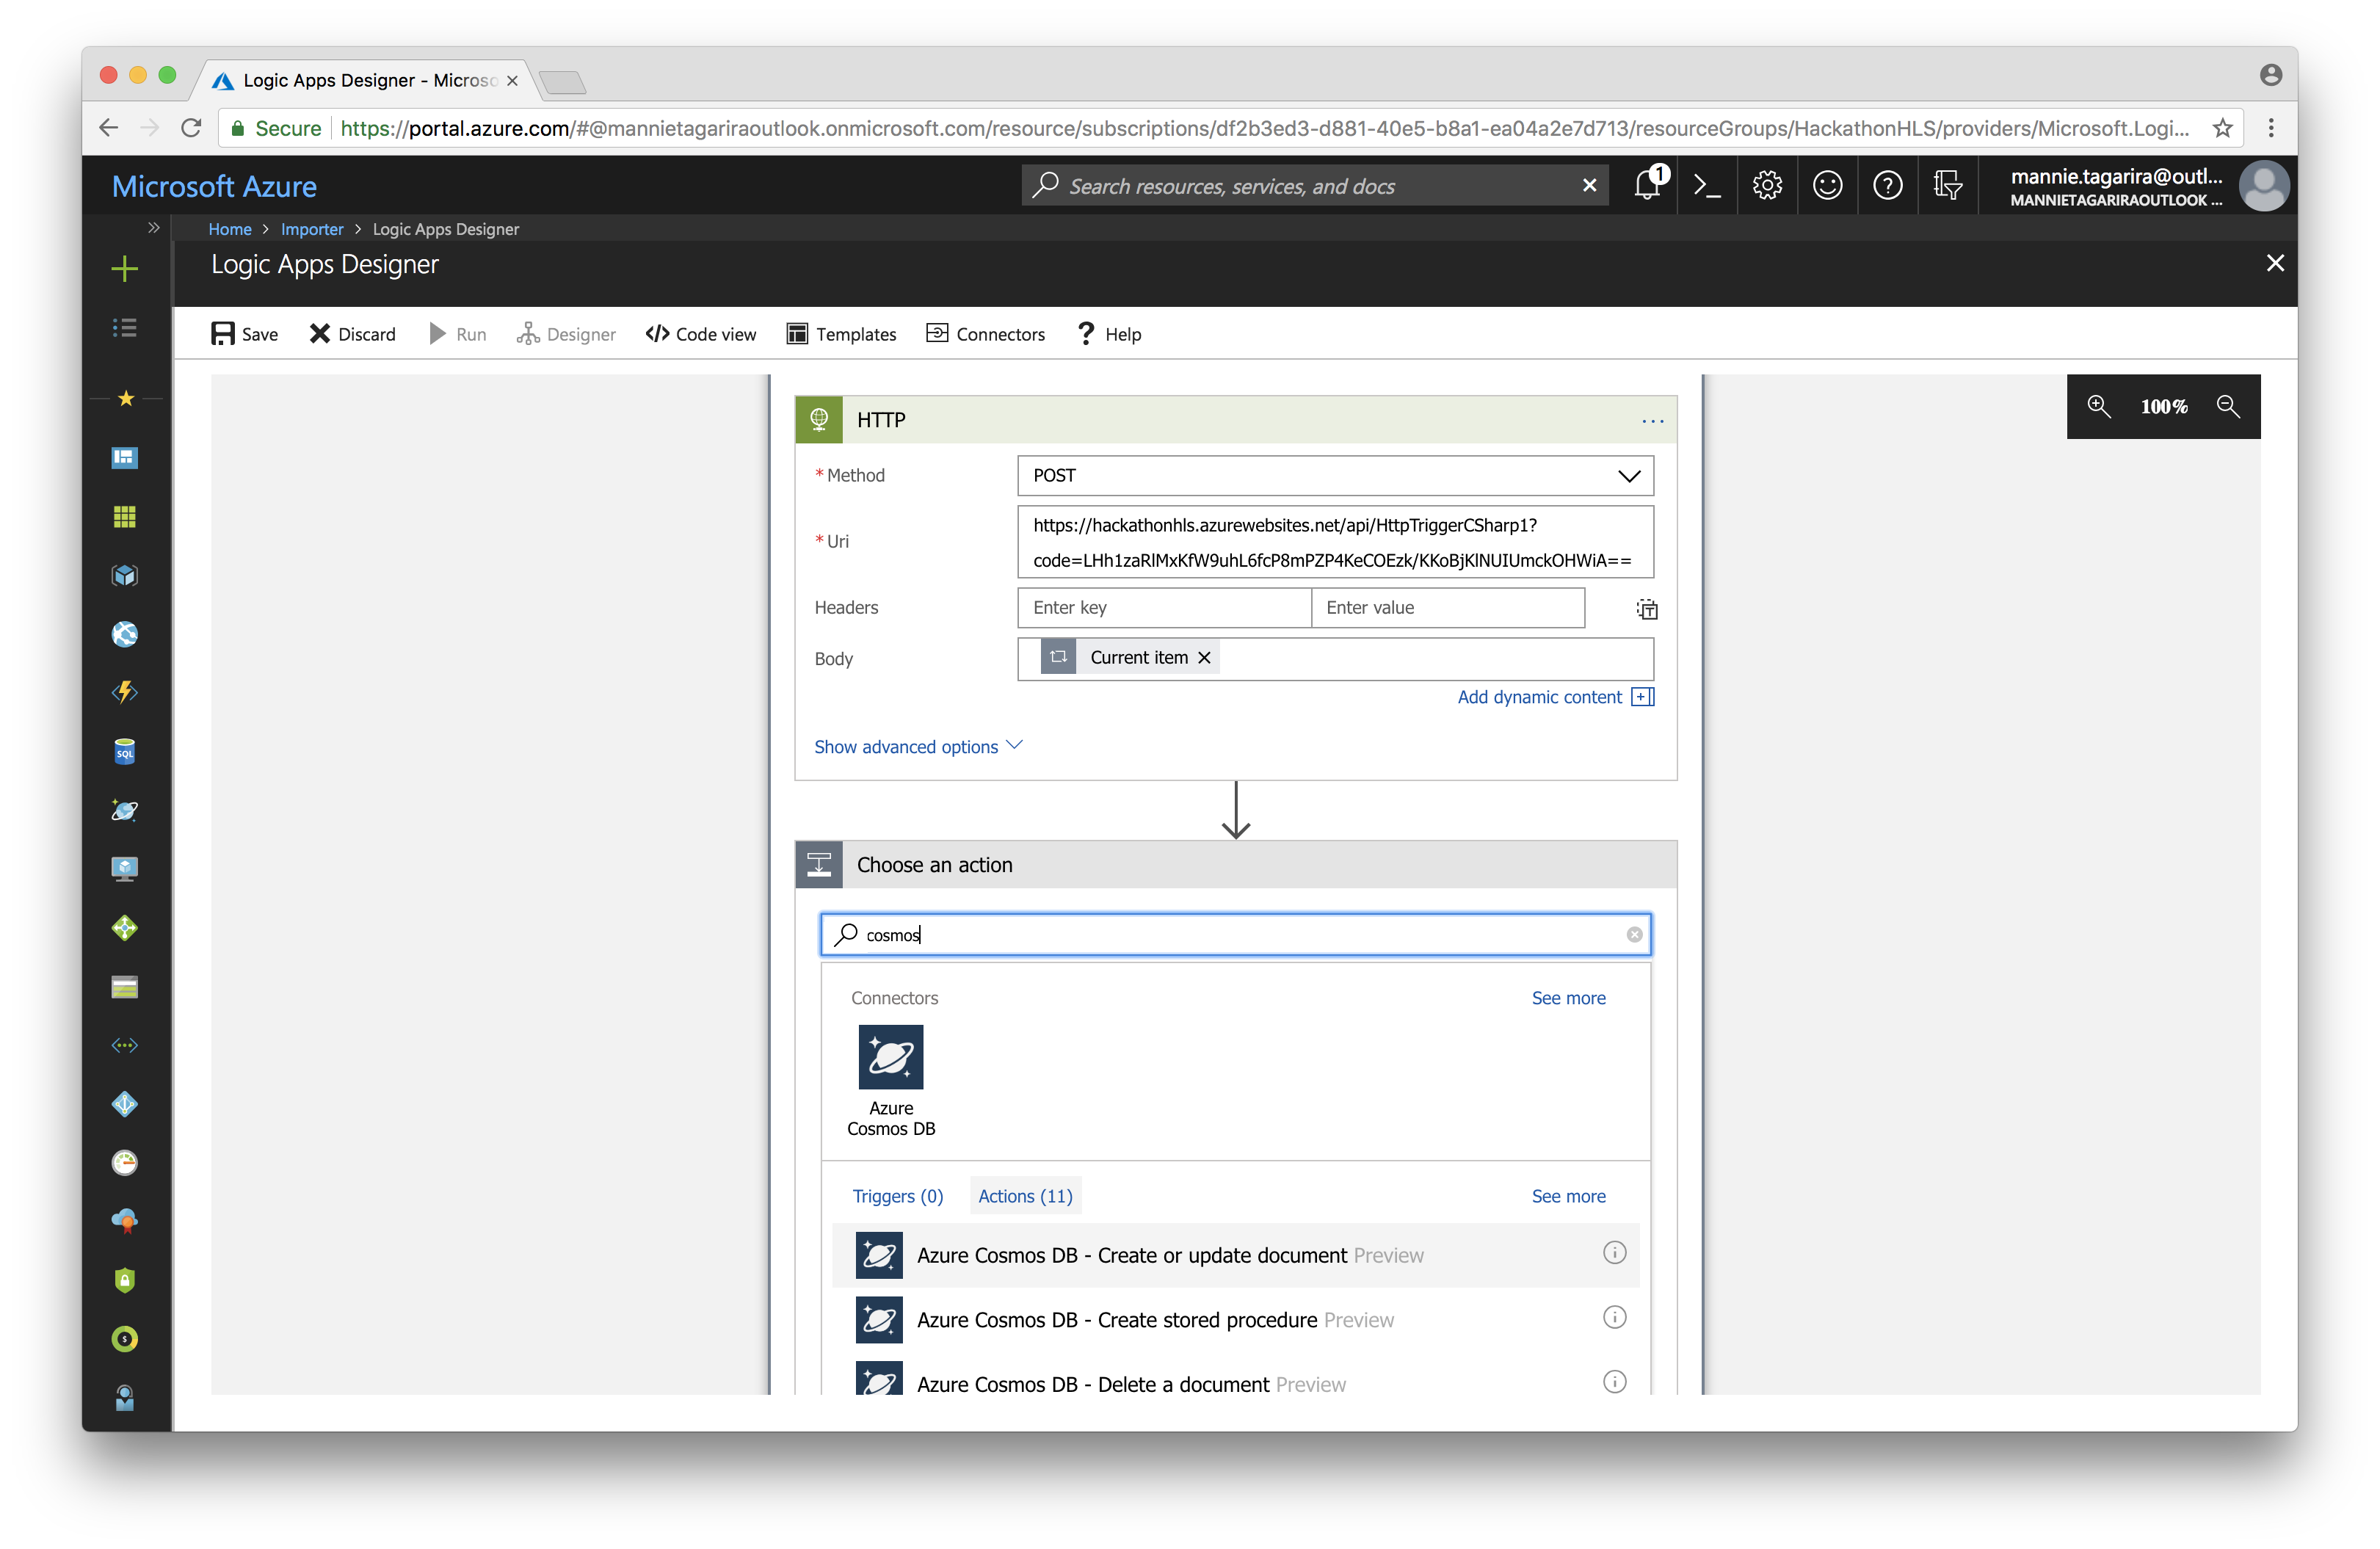 Logic Apps Designer - Microso
Secure https://portal.azure.com/#@mannietagariraoutlook.onmicrosoft.com/resource/subscriptions/df2b3ed3-d881-40e5-b8a1-ea04a2e7d713/resourceGroups/HackathonHLS/providers/Microsoft.Logi...
Microsoft Azure
Search resources, services, and docs
1
mannie.tagarira@outl...
MANNIETAGARIRAOUTLOOK ...
Home > Importer > Logic Apps Designer
Logic Apps Designer
Save Discard Run Designer Code view Templates Connectors Help
100%
HTTP
* Method POST
* Uri
https://hackathonhls.azurewebsites.net/api/HttpTriggerCSharp1?
code=LHh1zaRlMxKfW9uhL6fcP8mPZP4KeCOEzk/KKoBjKlNUIUmckOHWiA==
Headers Enter key Enter value
Body Current item
Add dynamic content
Show advanced options
Choose an action
cosmos
Connectors See more
Azure
Cosmos DB
Triggers (0) Actions (11) See more
Azure Cosmos DB - Create or update document Preview
Azure Cosmos DB - Create stored procedure Preview
Azure Cosmos DB - Delete a document Preview
SQL